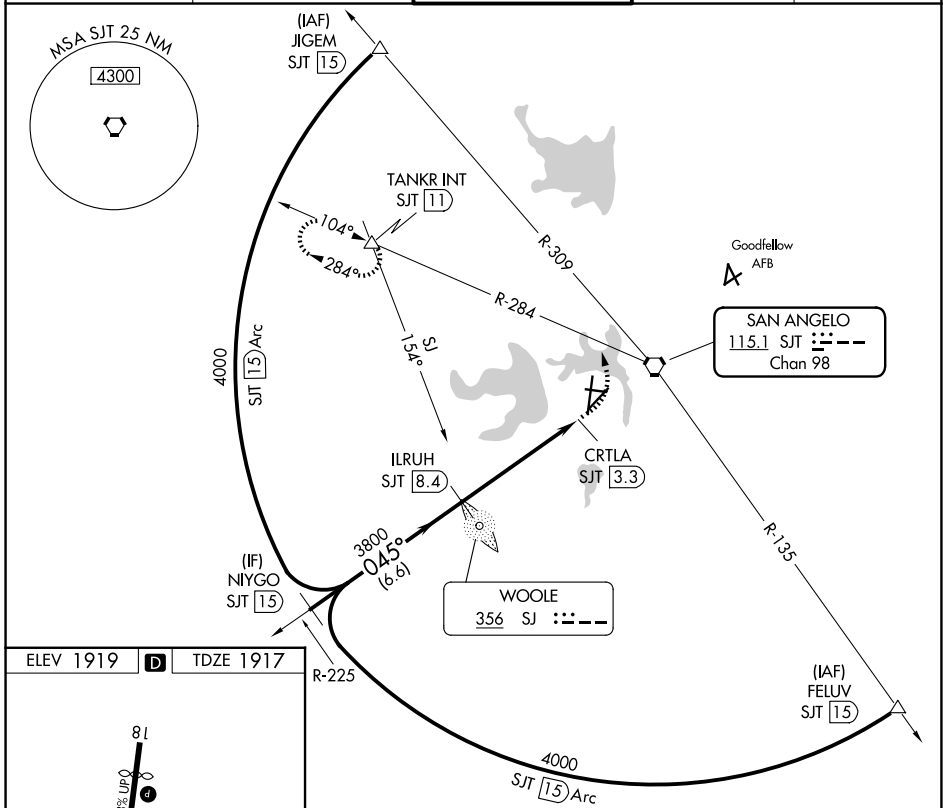 MSA SJT 25 NM
4300
(IAF)
JIGEM
SJT 15
TANKR INT
SJT 11
104°
284°
R-309
R-284
Goodfellow
AFB
SAN ANGELO
115.1 SJT
Chan 98
SJ
154°
4000
SJT 15 Arc
ILRUH
SJT 8.4
CRTLA
SJT 3.3
3800
045°
(6.6)
(IF)
NIYGO
SJT 15
WOOLE
356 SJ
R-135
R-225
(IAF)
FELUV
SJT 15
4000
SJT 15 Arc
ELEV 1919 D TDZE 1917
18
% UP
P